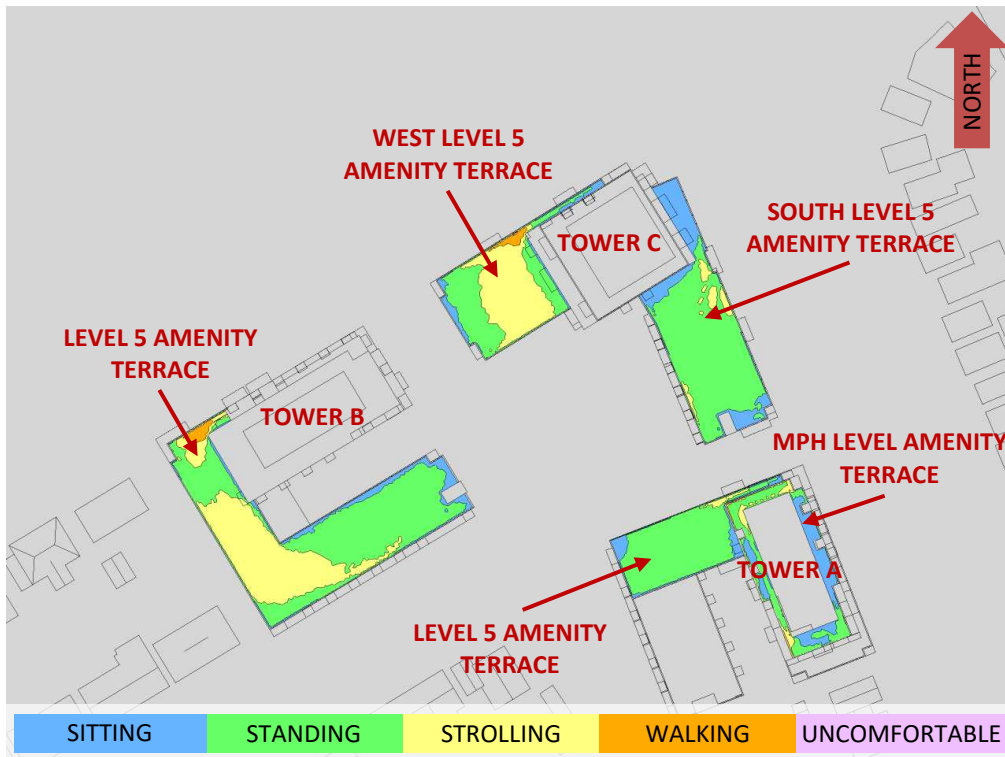 NORTH
WEST LEVEL 5
AMENITY TERRACE
SOUTH LEVEL 5
AMENITY TERRACE
TOWER C
LEVEL 5 AMENITY
TERRACE
TOWER B
MPH LEVEL AMENITY
TERRACE
TOWER A
LEVEL 5 AMENITY
TERRACE
SITTING STANDING STROLLING WALKING UNCOMFORTABLE